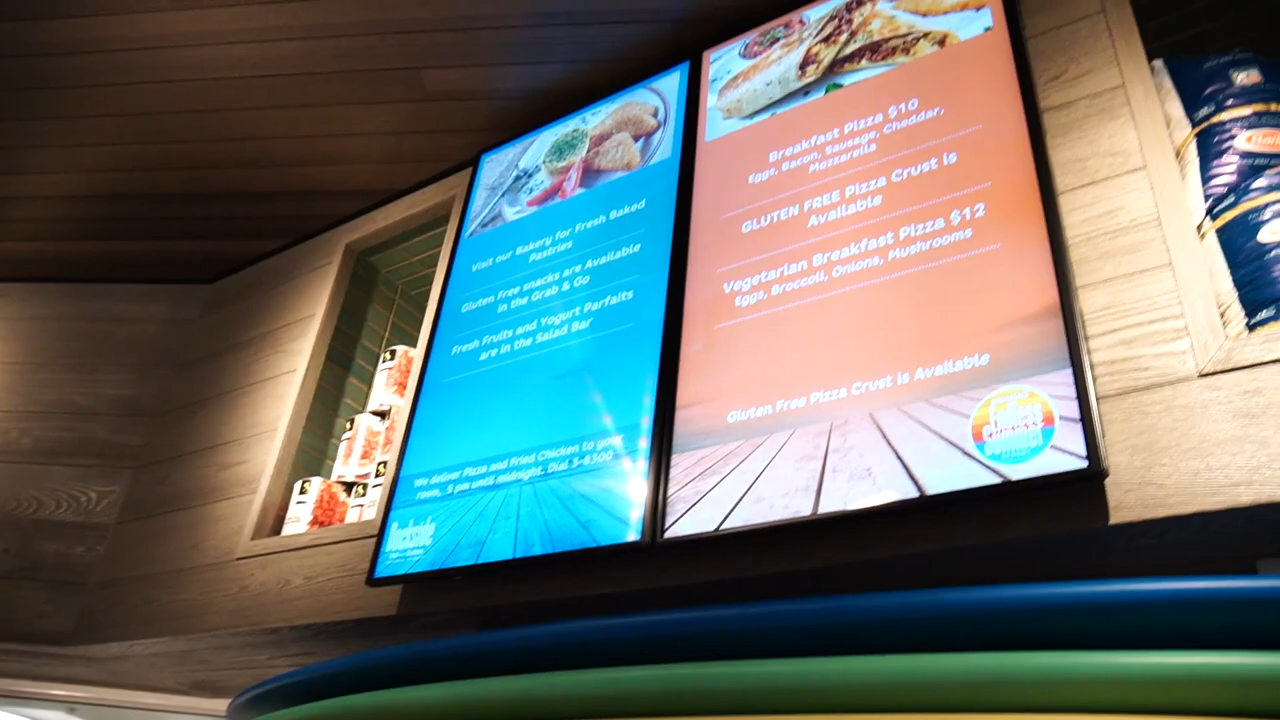 Visit our Bakery for Fresh Baked
Pastries
Gluten Free snacks are Available
in the Grab & Go
Fresh Fruits and Yogurt Parfaits
are in the Salad Bar
We deliver Pizza and Fried Chicken to your
room, 5 pm until midnight. Dial 3-8300
Dockside
Breakfast Pizza $10
Eggs, Bacon, Sausage, Cheddar,
Mozzarella
GLUTEN FREE Pizza Crust is
Available
Vegetarian Breakfast Pizza $12
Eggs, Broccoli, Onions, Mushrooms
Gluten Free Pizza Crust is Available
Endless
Summer